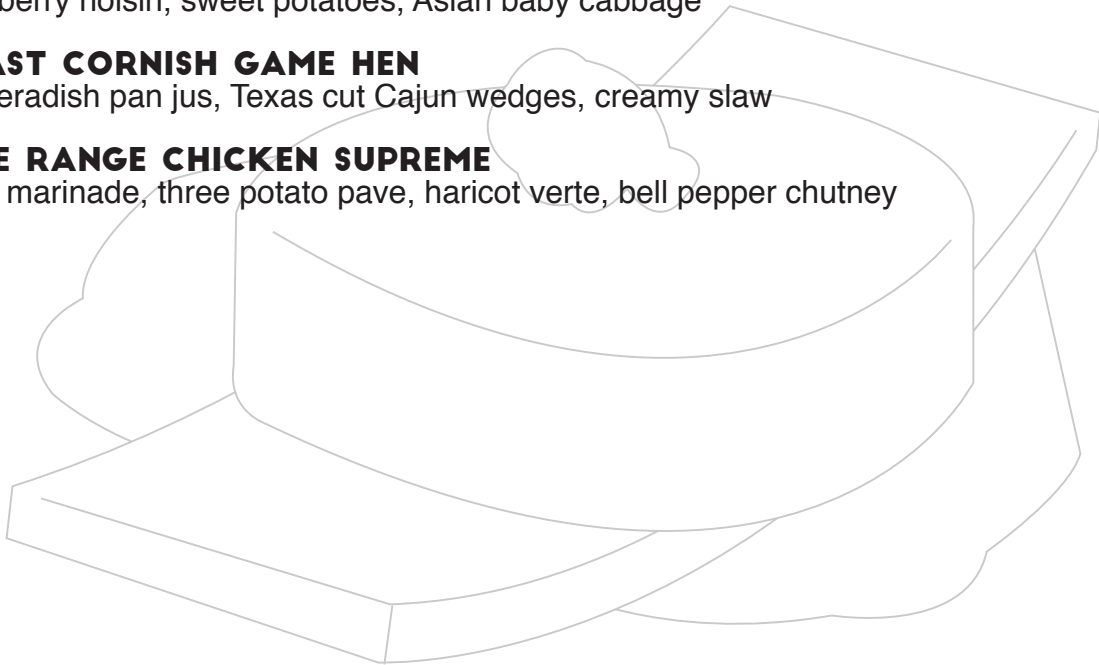 berry hoisin, sweet potatoes, Asian baby cabbage
AST CORNISH GAME HEN
eradish pan jus, Texas cut Cajun wedges, creamy slaw
E RANGE CHICKEN SUPREME
marinade, three potato pave, haricot verte, bell pepper chutney